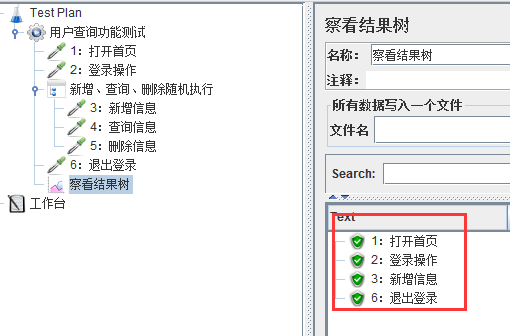 Test Plan
用户查询功能测试
1：打开首页
2：登录操作
新增、查询、删除随机执行
3：新增信息
4：查询信息
5：删除信息
6：退出登录
察看结果树
工作台
察看结果树
名称： 察看结果树
注释：
所有数据写入一个文件
文件名
Search:
Text
1：打开首页
2：登录操作
3：新增信息
6：退出登录